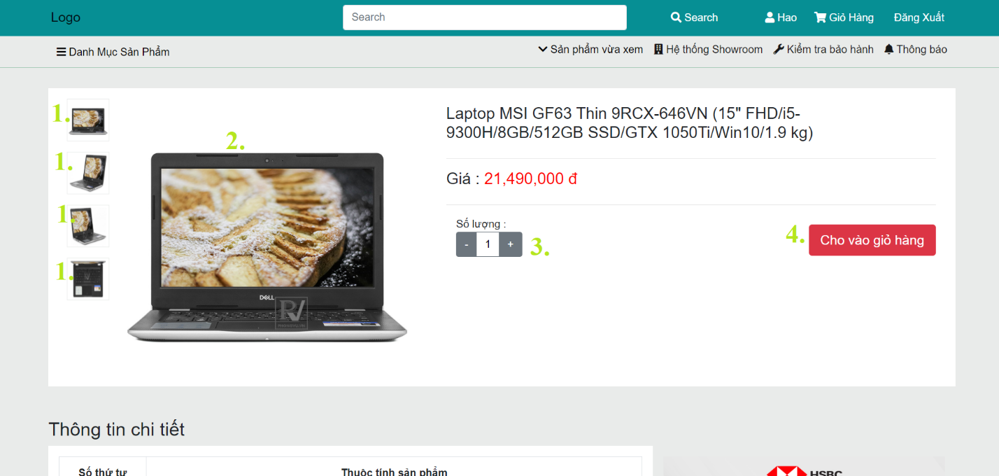 Logo
Search
Search
Hao
Giỏ Hàng
Đăng Xuất
Danh Mục Sản Phẩm
Sản phẩm vừa xem
Hệ thống Showroom
Kiểm tra bảo hành
Thông báo
1.
1.
1.
1.
2.
DELL
RV
Laptop MSI GF63 Thin 9RCX-646VN (15" FHD/i5-
9300H/8GB/512GB SSD/GTX 1050Ti/Win10/1.9 kg)
Giá : 21,490,000 đ
Số lượng :
- 1 +
3.
4.
Cho vào giỏ hàng
Thông tin chi tiết
Số thứ tự
Thuộc tính sản phẩm
HSBC